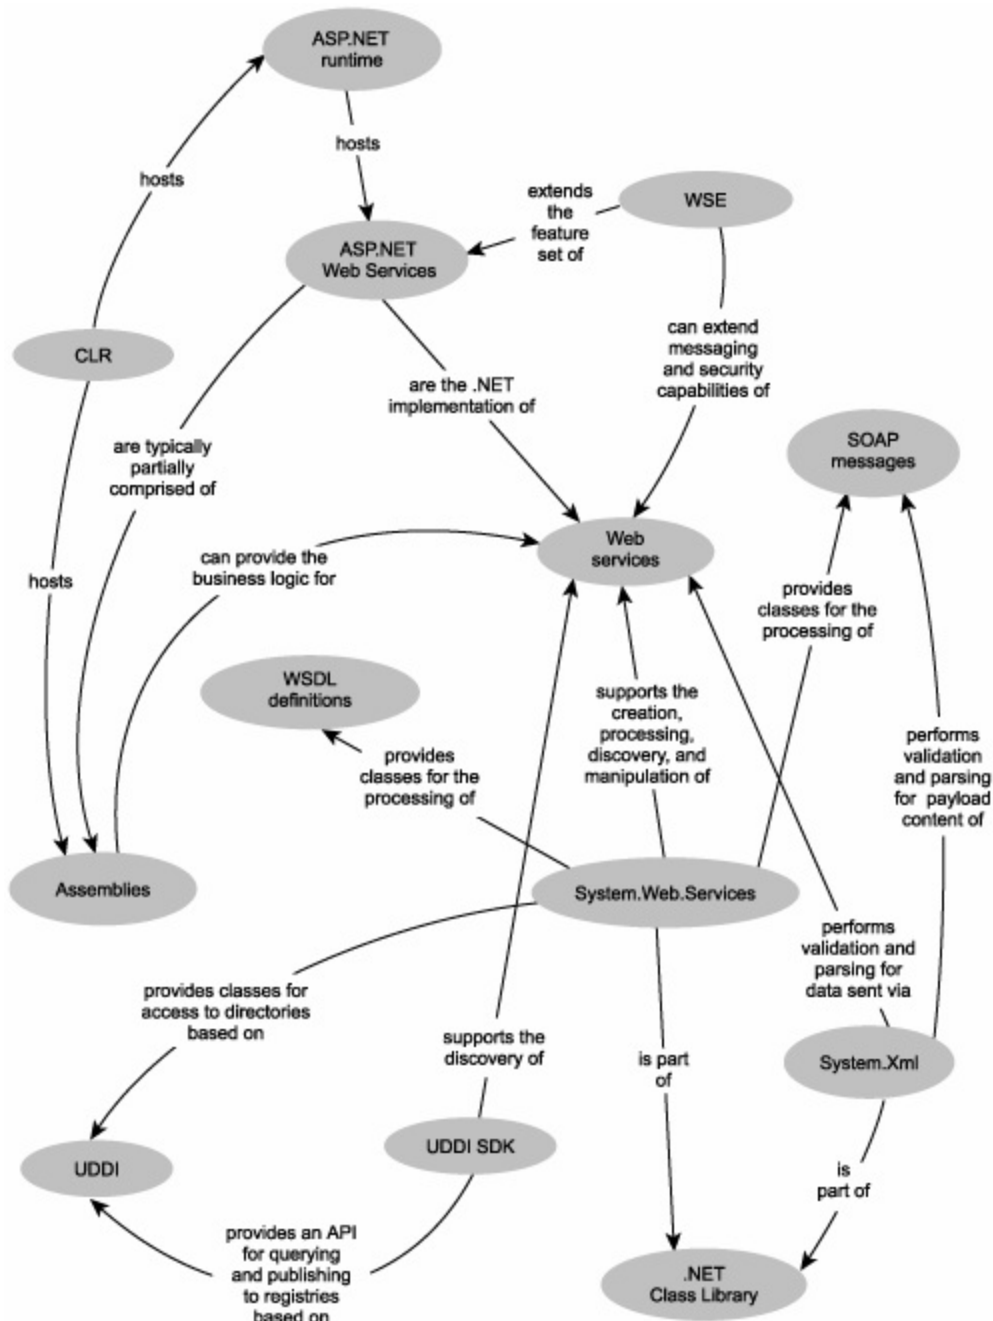 ASP.NET
runtime
hosts
hosts
extends
the
feature
set of
WSE
ASP.NET
Web Services
CLR
can extend
messaging
and security
capabilities of
are the .NET
implementation of
are typically
partially
comprised of
SOAP
messages
Web
services
can provide the
business logic for
hosts
provides
classes for the
processing of
WSDL
definitions
supports the
creation,
processing,
discovery, and
manipulation of
provides
classes for the
processing of
performs
validation
and parsing
for payload
content of
Assemblies
System.Web.Services
performs
validation and
parsing for
data sent via
provides classes for
access to directories
based on
supports the
discovery of
is part
of
System.Xml
UDDI
UDDI SDK
is
part of
provides an API
for querying
and publishing
to registries
based on
.NET
Class Library